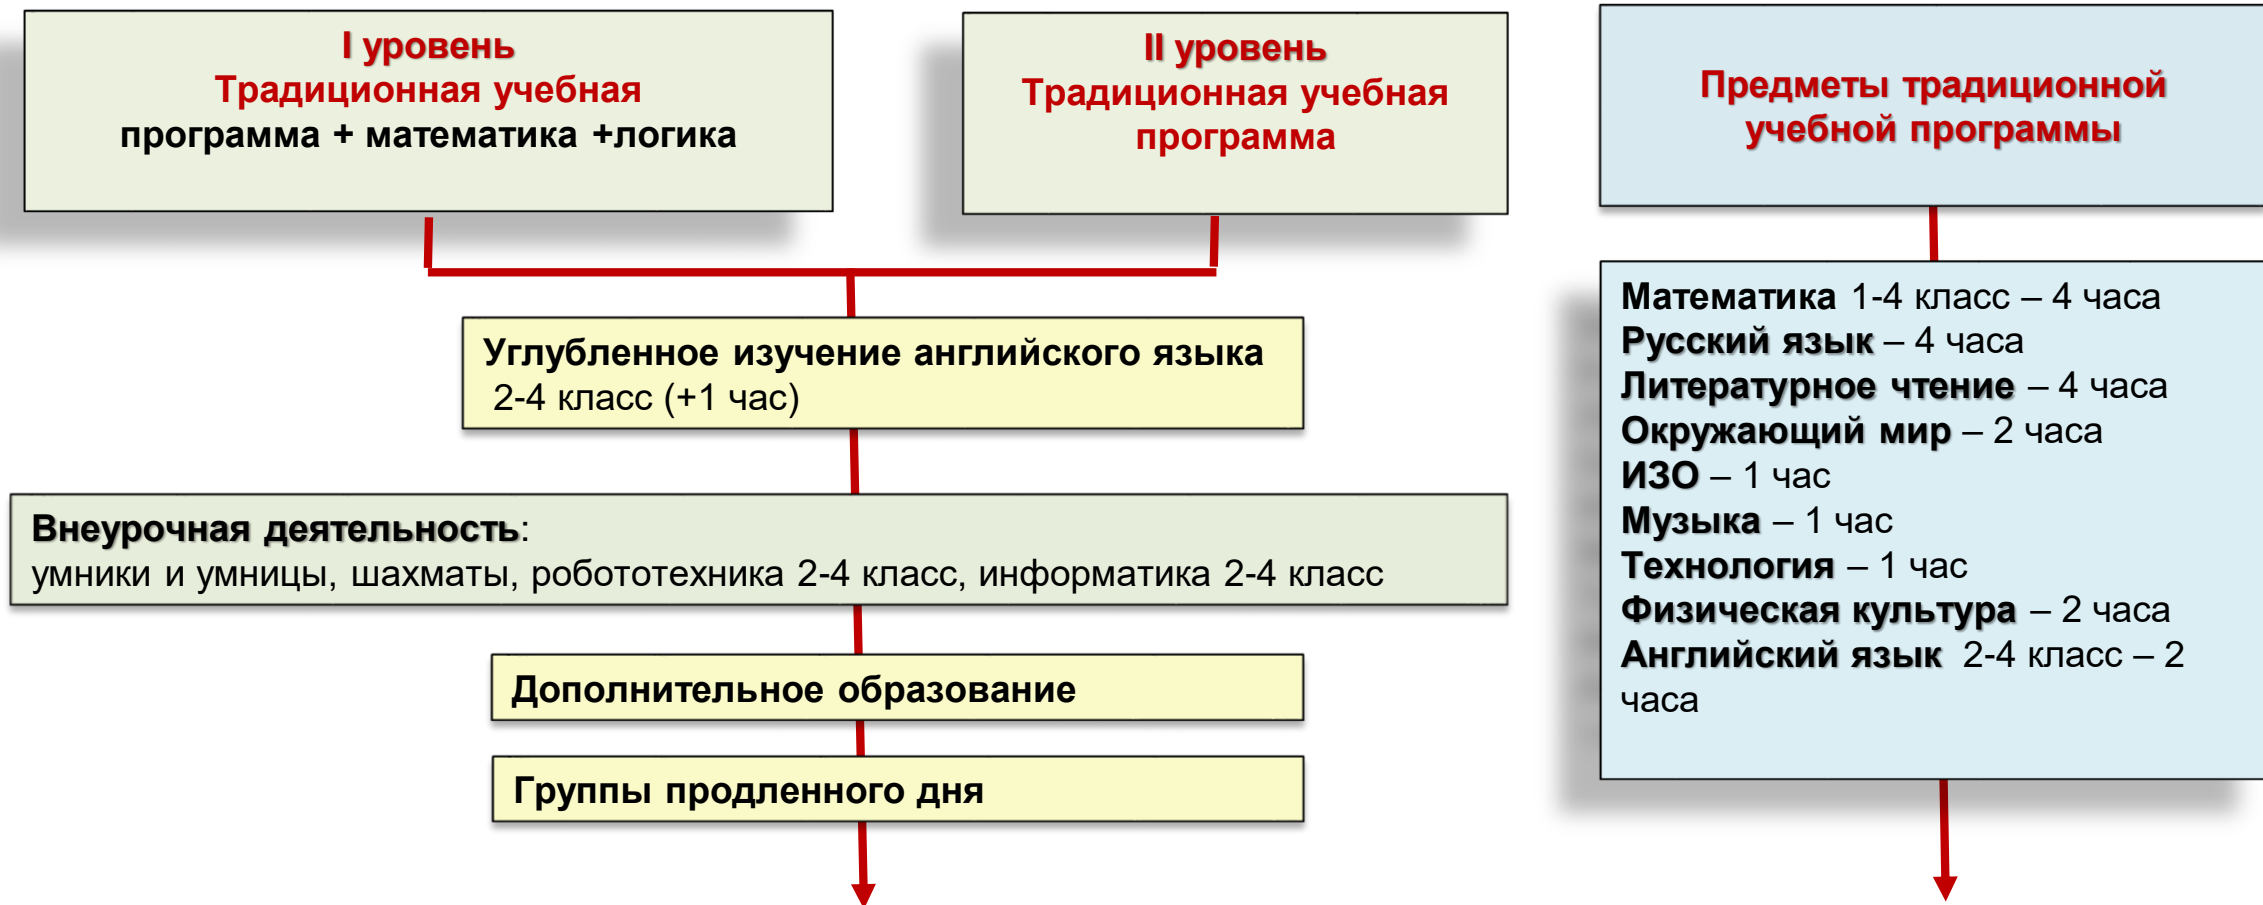 I уровень
Традиционная учебная
программа + математика +логика
II уровень
Традиционная учебная
программа
Предметы традиционной
учебной программы
Углубленное изучение английского языка
2-4 класс (+1 час)
Внеурочная деятельность:
умники и умницы, шахматы, робототехника 2-4 класс, информатика 2-4 класс
Дополнительное образование
Группы продленного дня
Математика 1-4 класс – 4 часа
Русский язык – 4 часа
Литературное чтение – 4 часа
Окружающий мир – 2 часа
ИЗО – 1 час
Музыка – 1 час
Технология – 1 час
Физическая культура – 2 часа
Английский язык 2-4 класс – 2
часа